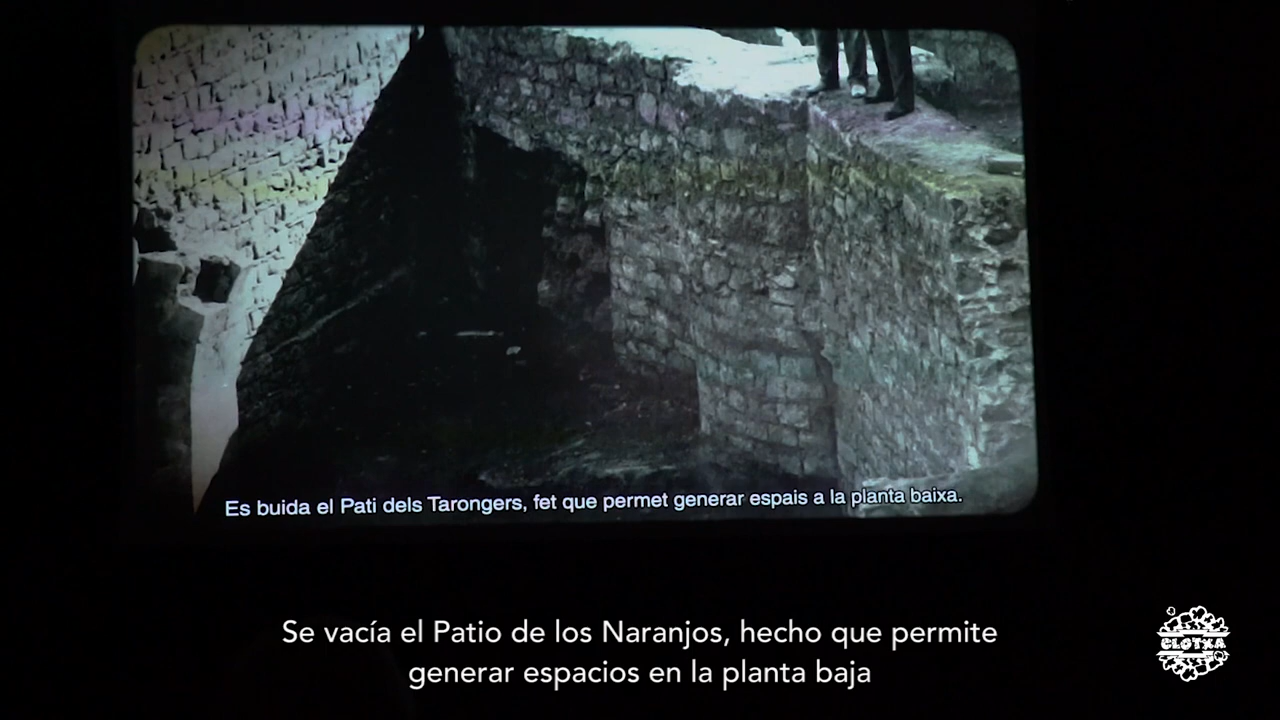 Es buida el Pati dels Tarongers, fet que permet generar espais a la planta baixa.
Se vacía el Patio de los Naranjos, hecho que permite
generar espacios en la planta baja
CLOTXA